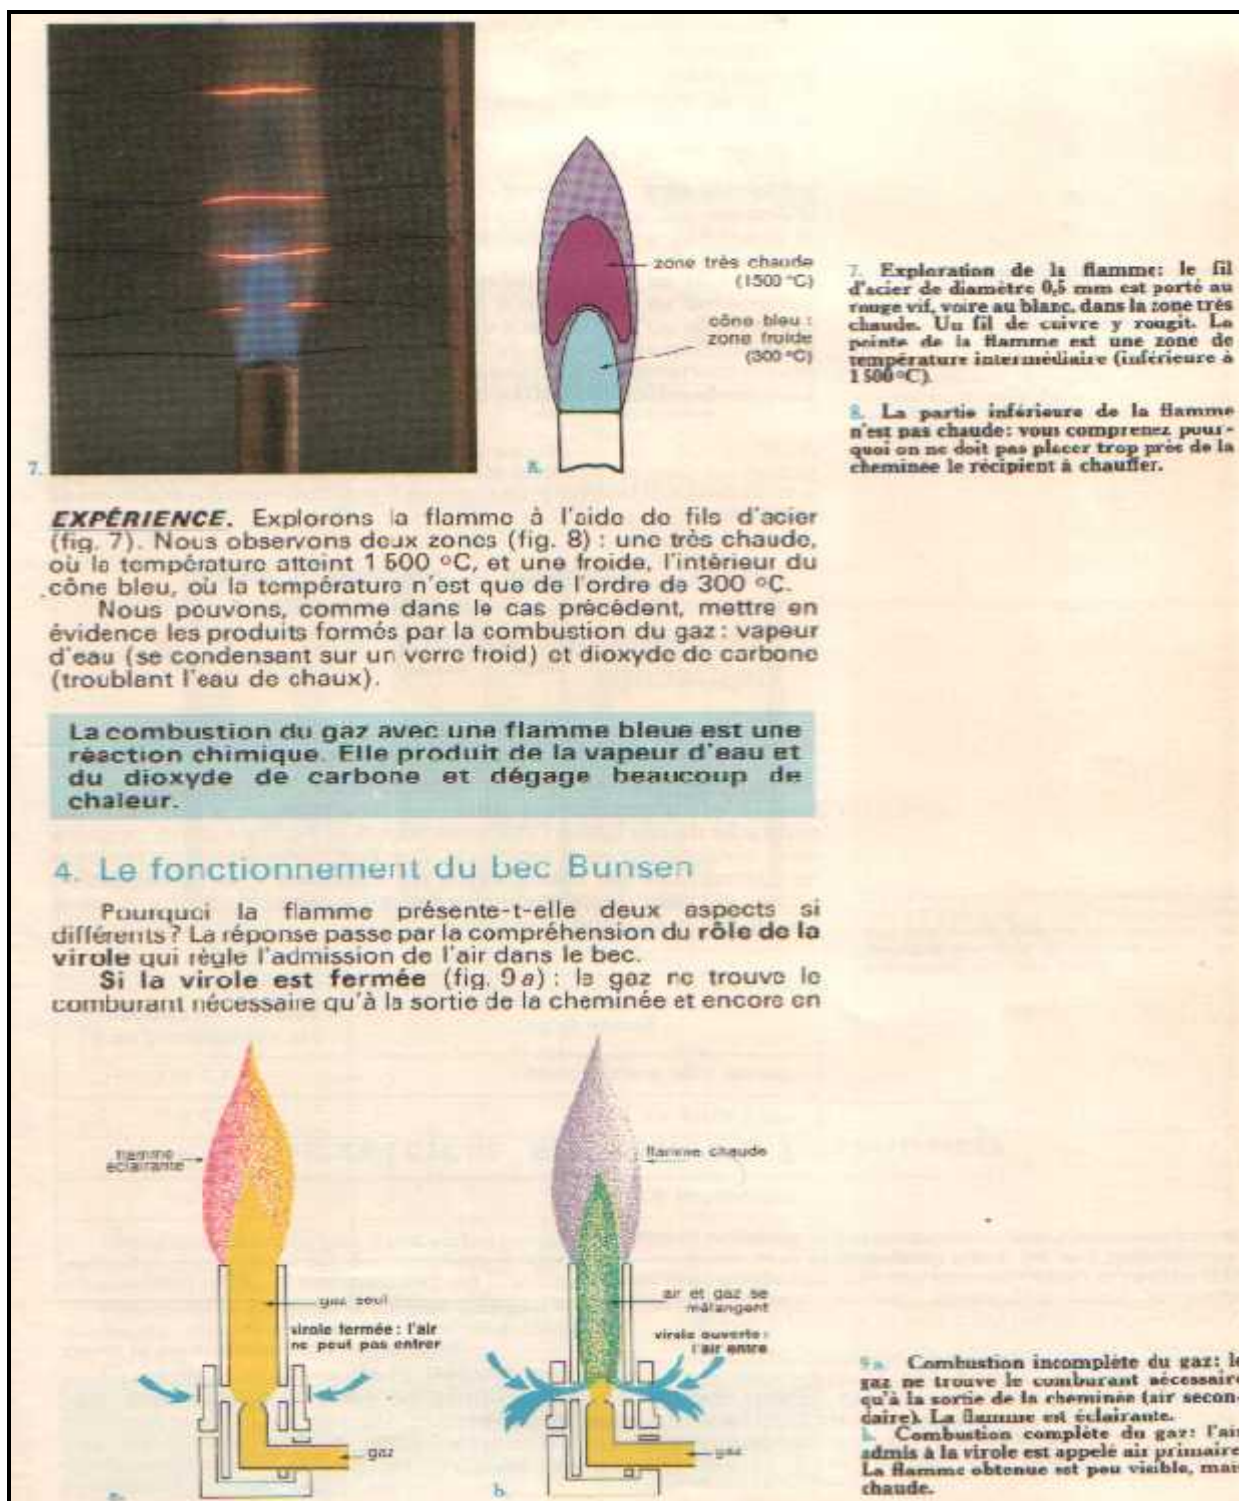 zone très chaude
(1500 °C)
cône bleu :
zone froide
(300 °C)
7.
8.
7. Exploration de la flamme: le fil
d'acier de diamètre 0,5 mm est porté au
rouge vif, voire au blanc, dans la zone très
chaude. Un fil de cuivre y rougit. La
pointe de la flamme est une zone de
température intermédiaire (inférieure à
1 500 °C).
8. La partie inférieure de la flamme
n'est pas chaude: vous comprenez pour-
quoi on ne doit pas placer trop près de la
cheminée le récipient à chauffer.
EXPÉRIENCE. Explorons la flamme à l'aide de fils d'acier
(fig. 7). Nous observons deux zones (fig. 8) : une très chaude,
où la température atteint 1 500 °C, et une froide, l'intérieur du
cône bleu, où la température n'est que de l'ordre de 300 °C.
Nous pouvons, comme dans le cas précédent, mettre en
évidence les produits formés par la combustion du gaz : vapeur
d'eau (se condensant sur un verre froid) et dioxyde de carbone
(troublant l'eau de chaux).
La combustion du gaz avec une flamme bleue est une
réaction chimique. Elle produit de la vapeur d'eau et
du dioxyde de carbone et dégage beaucoup de
chaleur.
4. Le fonctionnement du bec Bunsen
Pourquoi la flamme présente-t-elle deux aspects si
différents ? La réponse passe par la compréhension du rôle de la
virole qui règle l'admission de l'air dans le bec.
Si la virole est fermée (fig. 9 a) : le gaz ne trouve le
comburant nécessaire qu'à la sortie de la cheminée et encore en
flamme
éclairante
gaz seul
virole fermée : l'air
ne peut pas entrer
gaz
a.
flamme chaude
air et gaz se
mélangent
virole ouverte :
l'air entre
gaz
b.
9 a. Combustion incomplète du gaz: le
gaz ne trouve le comburant nécessaire
qu'à la sortie de la cheminée (air secon-
daire). La flamme est éclairante.
b. Combustion complète du gaz: l'air
admis à la virole est appelé air primaire.
La flamme obtenue est peu visible, mais
chaude.